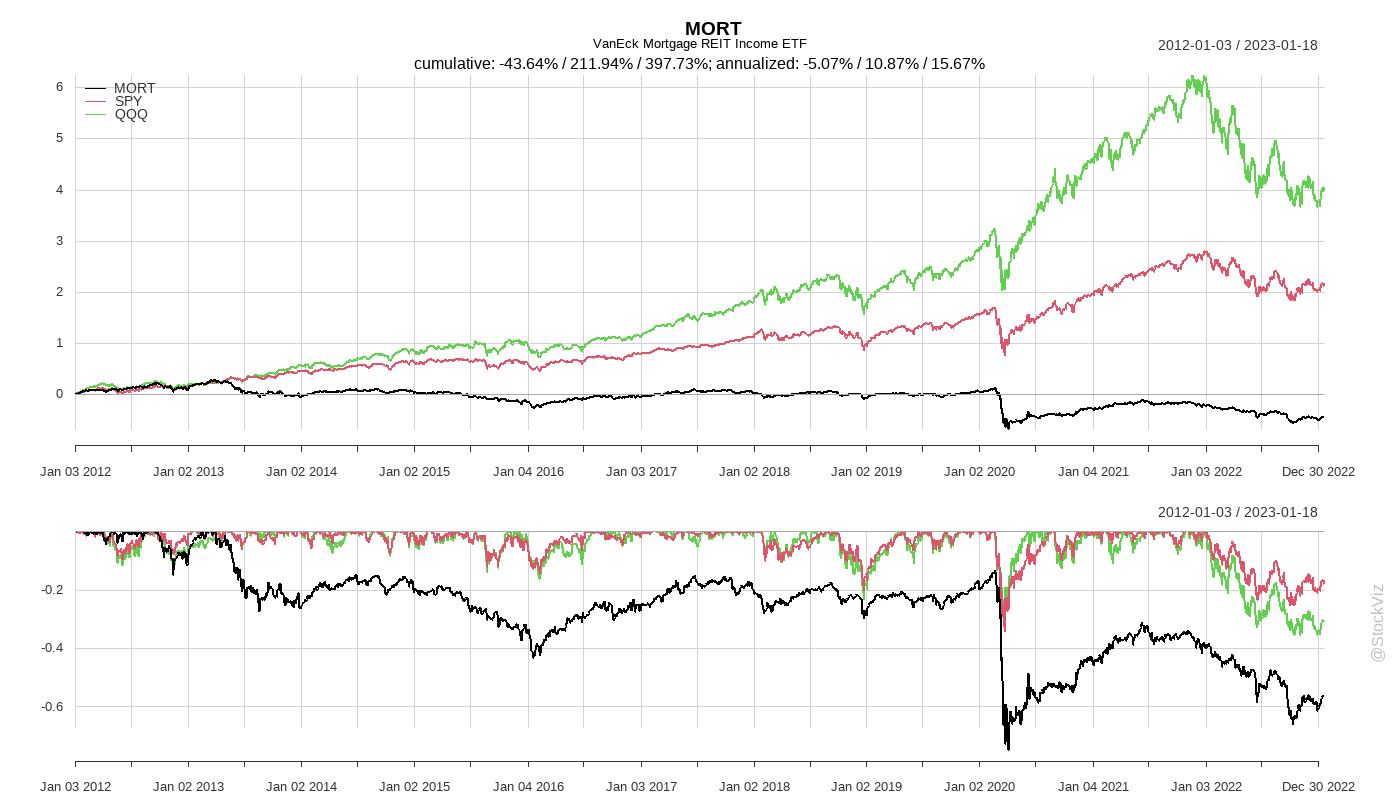 MORT
VanEck Mortgage REIT Income ETF
2012-01-03 / 2023-01-18
cumulative: -43.64% / 211.94% / 397.73%; annualized: -5.07% / 10.87% / 15.67%
MORT
SPY
QQQ
6
5
4
3
2
1
0
Jan 03 2012 Jan 02 2013 Jan 02 2014 Jan 02 2015 Jan 04 2016 Jan 03 2017 Jan 02 2018 Jan 02 2019 Jan 02 2020 Jan 04 2021 Jan 03 2022 Dec 30 2022
2012-01-03 / 2023-01-18
-0.2
-0.4
-0.6
Jan 03 2012 Jan 02 2013 Jan 02 2014 Jan 02 2015 Jan 04 2016 Jan 03 2017 Jan 02 2018 Jan 02 2019 Jan 02 2020 Jan 04 2021 Jan 03 2022 Dec 30 2022
@StockViz